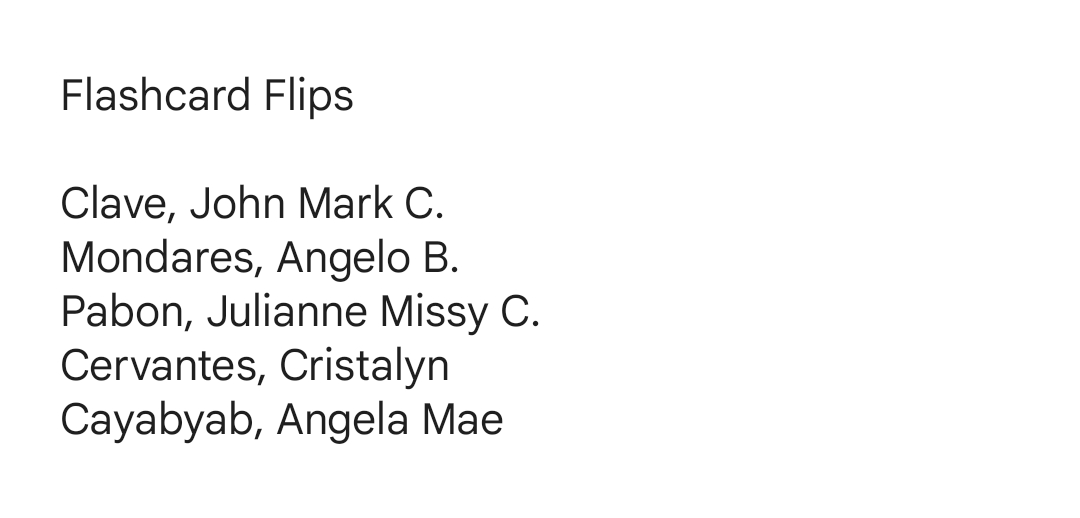 Flashcard Flips
Clave, John Mark C.
Mondares, Angelo B.
Pabon, Julianne Missy C.
Cervantes, Cristalyn
Cayabyab, Angela Mae